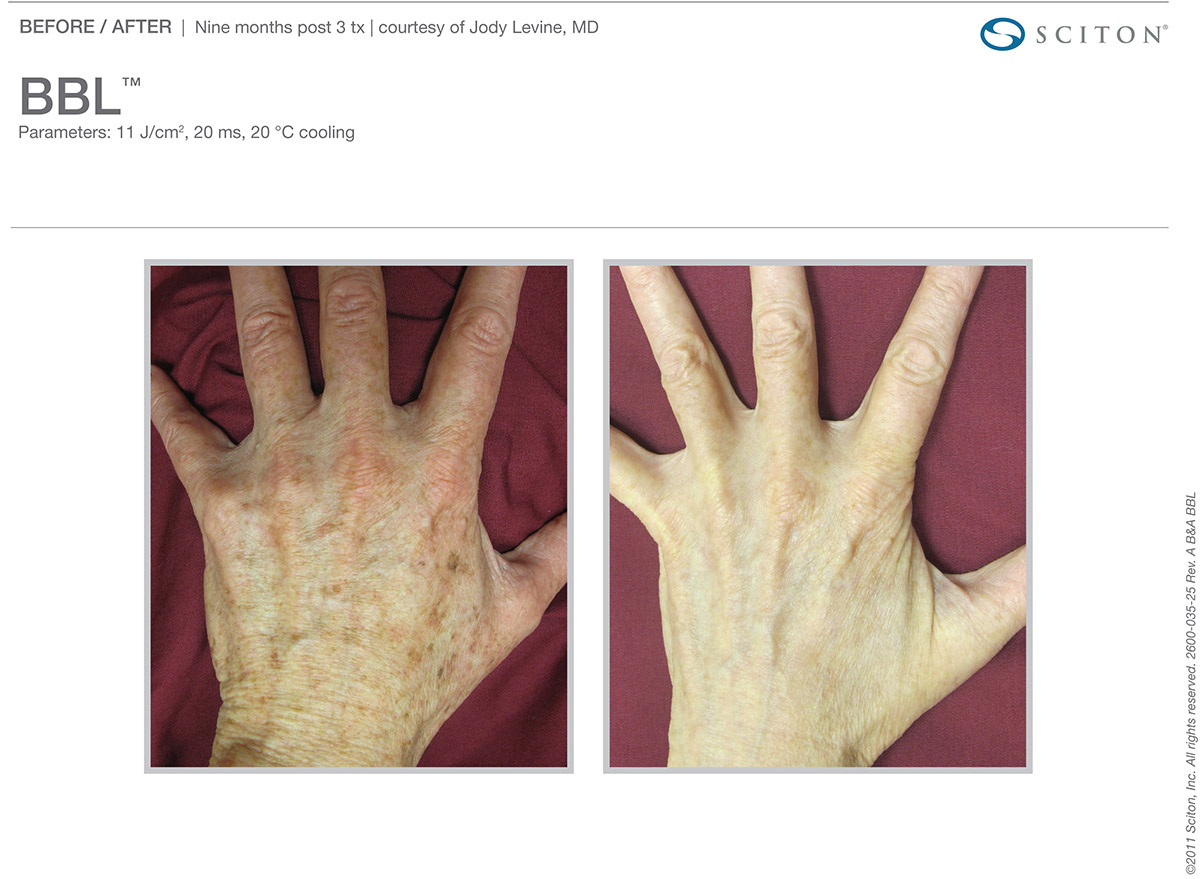 BEFORE / AFTER | Nine months post 3 tx | courtesy of Jody Levine, MD
SCITON®
BBL™
Parameters: 11 J/cm², 20 ms, 20 °C cooling
©2011 Sciton, Inc. All rights reserved. 2600-035-25 Rev. A B&A BBL